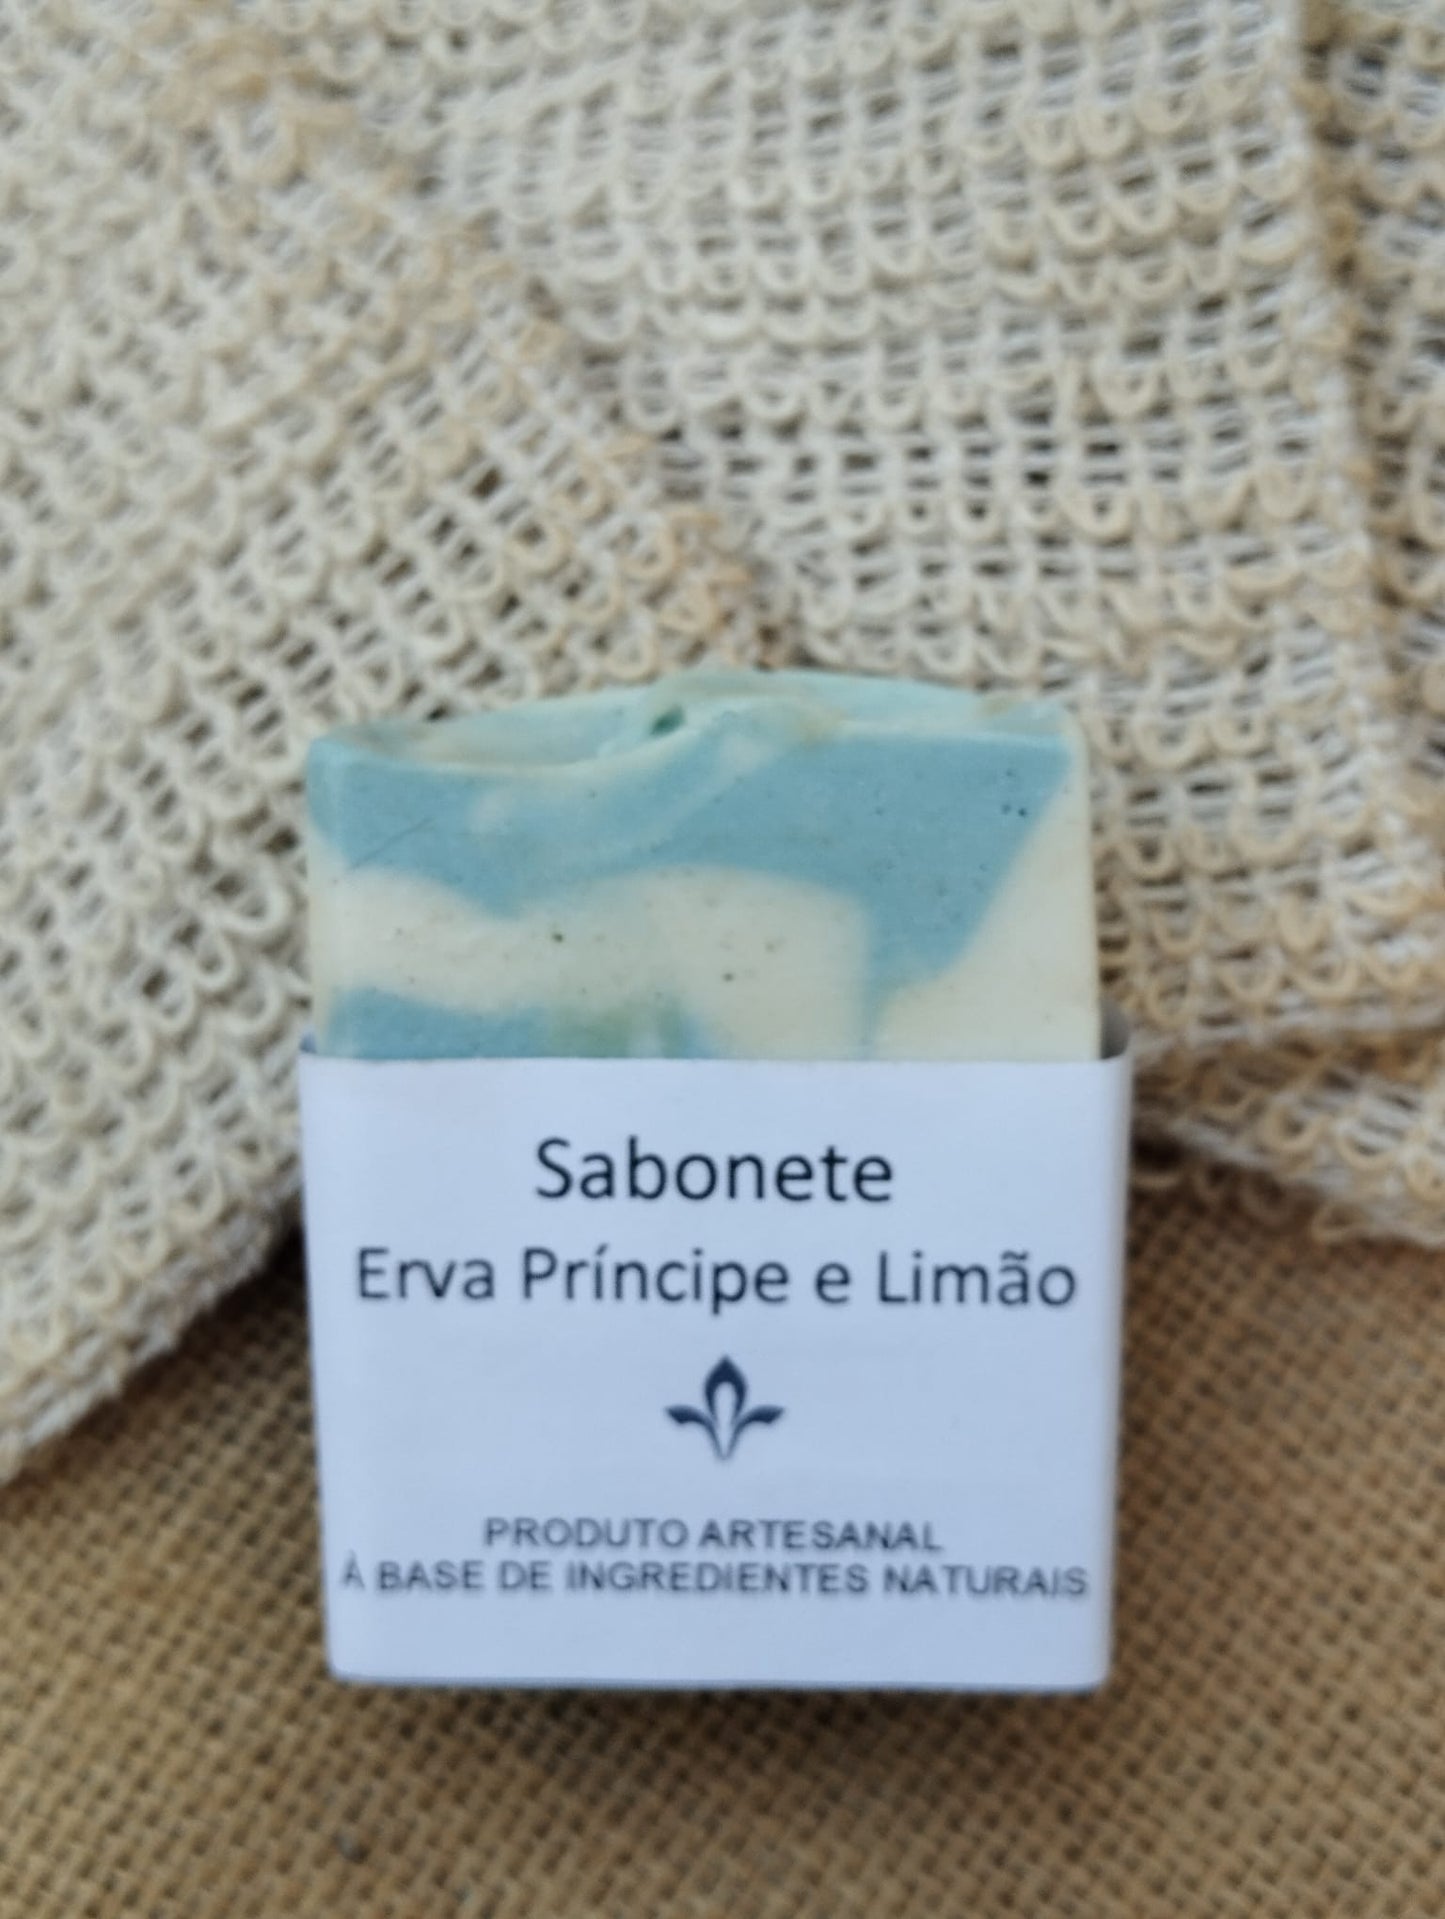 Sabonete
Erva Príncipe e Limão
PRODUTO ARTESANAL
À BASE DE INGREDIENTES NATURAIS